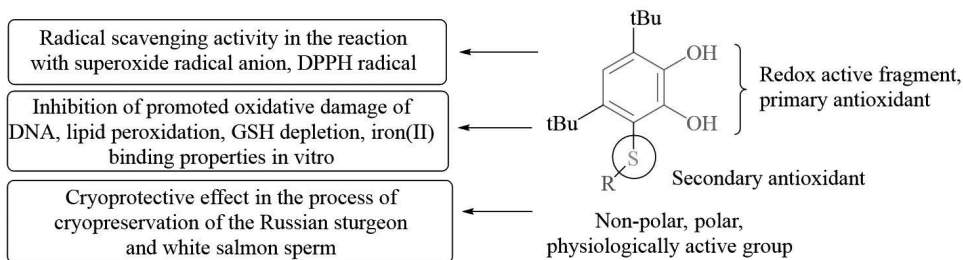 Radical scavenging activity in the reaction
with superoxide radical anion, DPPH radical
Inhibition of promoted oxidative damage of
DNA, lipid peroxidation, GSH depletion, iron(II)
binding properties in vitro
Cryoprotective effect in the process of
cryopreservation of the Russian sturgeon
and white salmon sperm
tBu
OH
OH
tBu
S
R
Redox active fragment,
primary antioxidant
Secondary antioxidant
Non-polar, polar,
physiologically active group